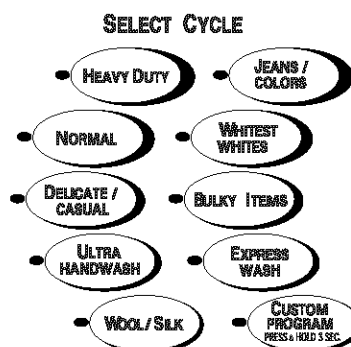 SELECT CYCLE
HEAVY DUTY
JEANS /
COLORS
NORMAL
WHITEST
WHITES
DELICATE /
CASUAL
BULKY ITEMS
ULTRA
HANDWASH
EXPRESS
WASH
WOOL / SILK
CUSTOM
PROGRAM
PRESS & HOLD 3 SEC.